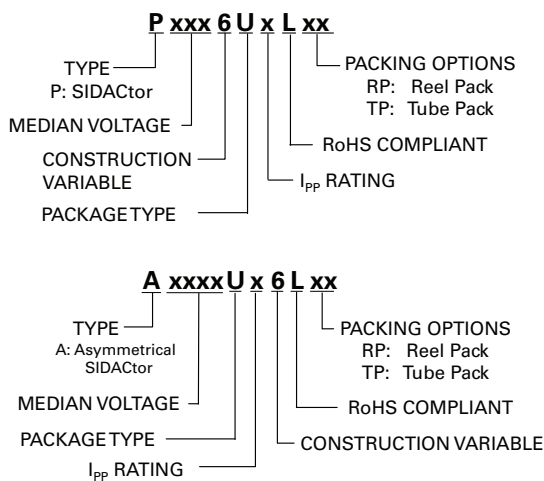 P xxx 6 U x L xx
TYPE
P: SIDACtor
MEDIAN VOLTAGE
CONSTRUCTION
VARIABLE
PACKAGE TYPE
PACKING OPTIONS
RP: Reel Pack
TP: Tube Pack
RoHS COMPLIANT
IPP RATING
A xxxx U x 6 L xx
TYPE
A: Asymmetrical
SIDACtor
MEDIAN VOLTAGE
PACKAGE TYPE
IPP RATING
PACKING OPTIONS
RP: Reel Pack
TP: Tube Pack
RoHS COMPLIANT
CONSTRUCTION VARIABLE